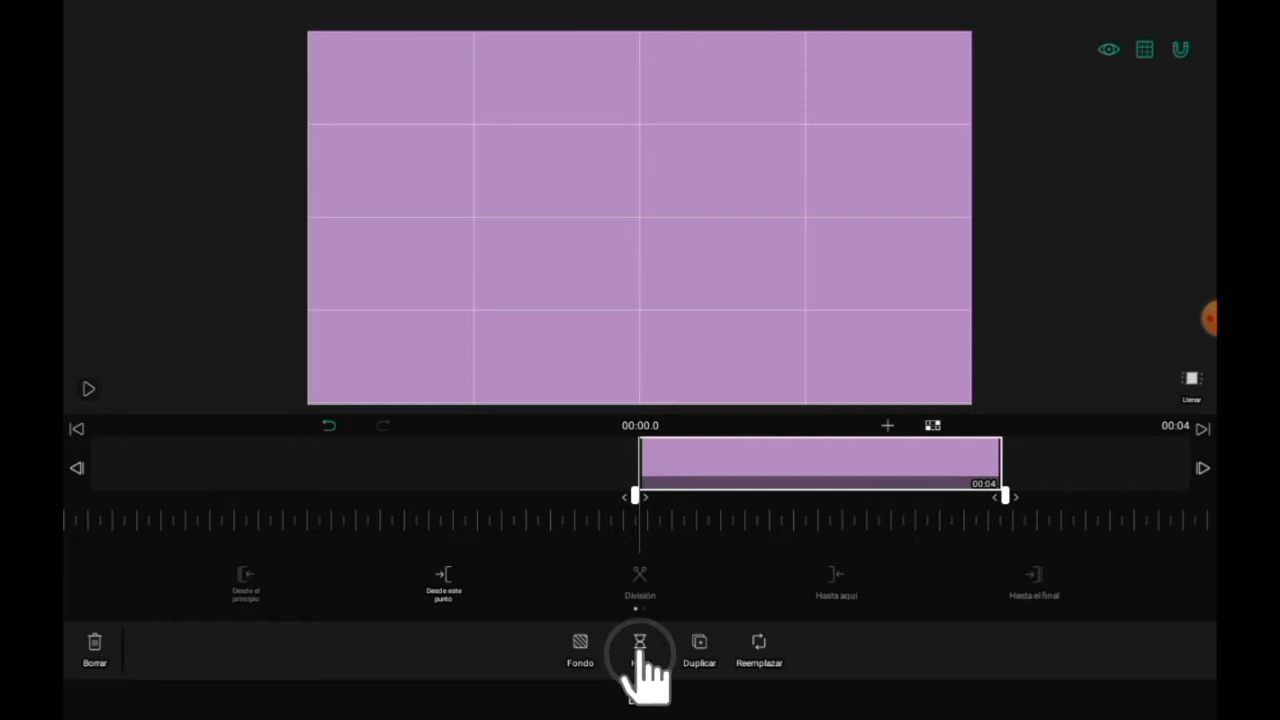 Llenar
00:00.0
00:04
00:04
Desde el
principio
Desde este
punto
División
Hasta aquí
Hasta el final
Borrar
Fondo
Duplicar
Reemplazar